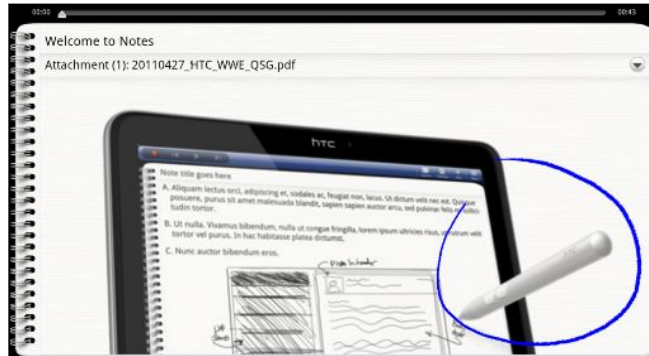 00:00 00:43
Welcome to Notes
Attachment (1): 20110427_HTC_WWE_QSG.pdf
hTC
Note title goes here
A. Aliquam lectus orci, adipiscing et, sodales ac, feugiat non, lacus. Ut dictum velit nec est. Quisque
posuere, purus sit amet malesuada blandit, sapien sapien auctor arcu, sed pulvinar felis mi sollici-
tudin tortor.
B. Ut nulla. Vivamus bibendum, nulla ut congue fringilla, lorem ipsum ultricies risus, ut rutrum velit
tortor vel purus. In hac habitasse platea dictumst.
C. Nunc auctor bibendum eros.